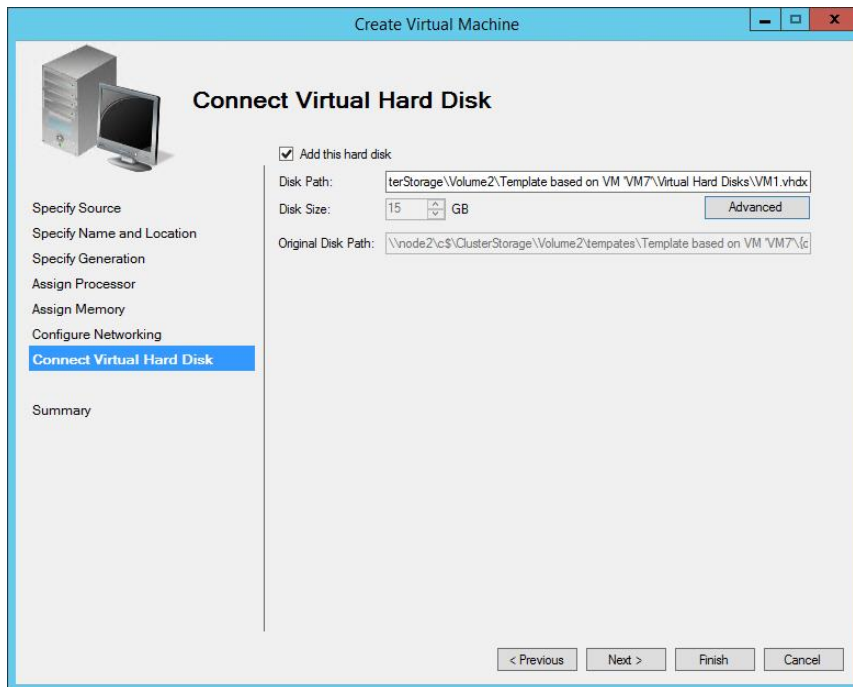 Create Virtual Machine
Connect Virtual Hard Disk
Add this hard disk
Disk Path: terStorage\Volume2\Template based on VM 'VM7'\Virtual Hard Disks\VM1.vhdx
Disk Size: 15 GB Advanced
Original Disk Path: \\node2\c$\ClusterStorage\Volume2\tempates\Template based on VM 'VM7'\{c
Specify Source
Specify Name and Location
Specify Generation
Assign Processor
Assign Memory
Configure Networking
Connect Virtual Hard Disk
Summary
< Previous Next > Finish Cancel